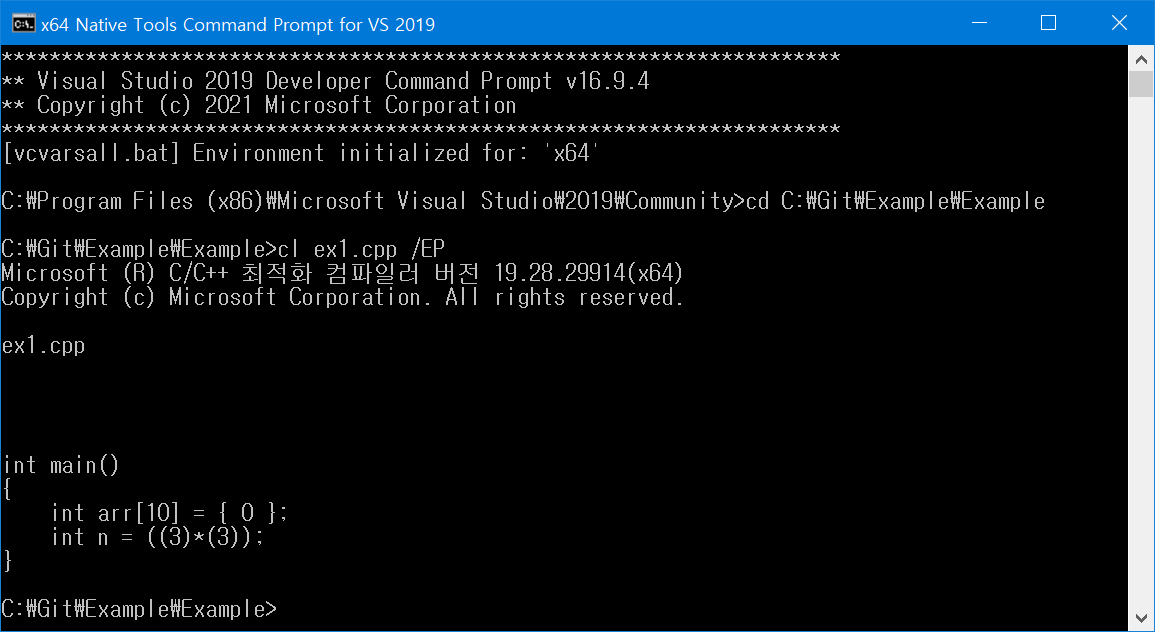 x64 Native Tools Command Prompt for VS 2019
**********************************************************************
** Visual Studio 2019 Developer Command Prompt v16.9.4
** Copyright (c) 2021 Microsoft Corporation
**********************************************************************
[vcvarsall.bat] Environment initialized for: 'x64'
C:₩Program Files (x86)₩Microsoft Visual Studio₩2019₩Community>cd C:₩Git₩Example₩Example
C:₩Git₩Example₩Example>cl ex1.cpp /EP
Microsoft (R) C/C++ 최적화 컴파일러 버전 19.28.29914(x64)
Copyright (c) Microsoft Corporation. All rights reserved.
ex1.cpp
int main()
{
    int arr[10] = { 0 };
    int n = ((3)*(3));
}
C:₩Git₩Example₩Example>